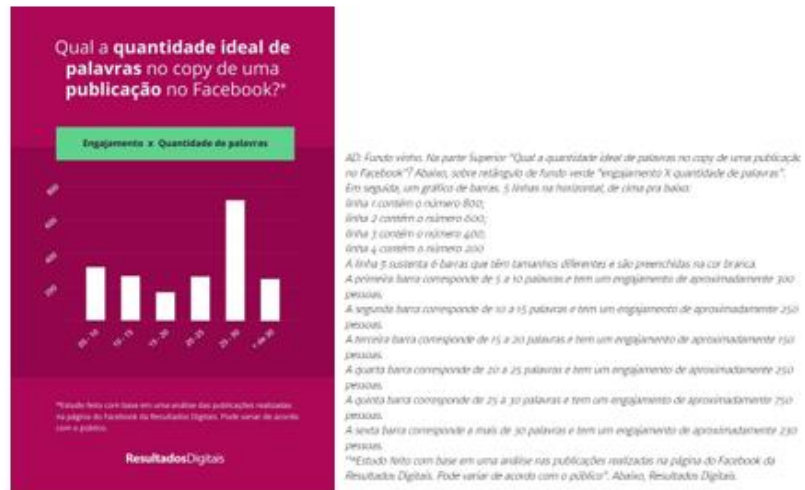 Qual a quantidade ideal de
palavras no copy de uma
publicação no Facebook?*
Engajamento x Quantidade de palavras
800
600
400
200
05 - 10
10 - 15
15 - 20
20-25
25 - 30
+ de 30
*Estudo feito com base em uma análise das publicações realizadas
na página do Facebook da Resultados Digitais. Pode variar de acordo
com o público.
ResultadosDigitais
AD: Fundo vinho. Na parte Superior "Qual a quantidade ideal de palavras no copy de uma publicação
no Facebook"? Abaixo, sobre retângulo de fundo verde "engajamento X quantidade de palavras".
Em seguida, um gráfico de barras. 5 linhas na horizontal, de cima pra baixo:
linha 1 contém o número 800;
linha 2 contém o número 600;
linha 3 contém o número 400;
linha 4 contém o número 200
A linha 5 sustenta 6 barras que têm tamanhos diferentes e são preenchidas na cor branca.
A primeira barra corresponde de 5 a 10 palavras e tem um engajamento de aproximadamente 300
pessoas.
A segunda barra corresponde de 10 a 15 palavras e tem um engajamento de aproximadamente 250
pessoas.
A terceira barra corresponde de 15 a 20 palavras e tem um engajamento de aproximadamente 150
pessoas.
A quarta barra corresponde de 20 a 25 palavras e tem um engajamento de aproximadamente 250
pessoas.
A quinta barra corresponde de 25 a 30 palavras e tem um engajamento de aproximadamente 750
pessoas.
A sexta barra corresponde a mais de 30 palavras e tem um engajamento de aproximadamente 230
pessoas.
"*Estudo feito com base em uma análise nas publicações realizadas na página do Facebook da
Resultados Digitais. Pode variar de acordo com o público". Abaixo, Resultados Digitais.